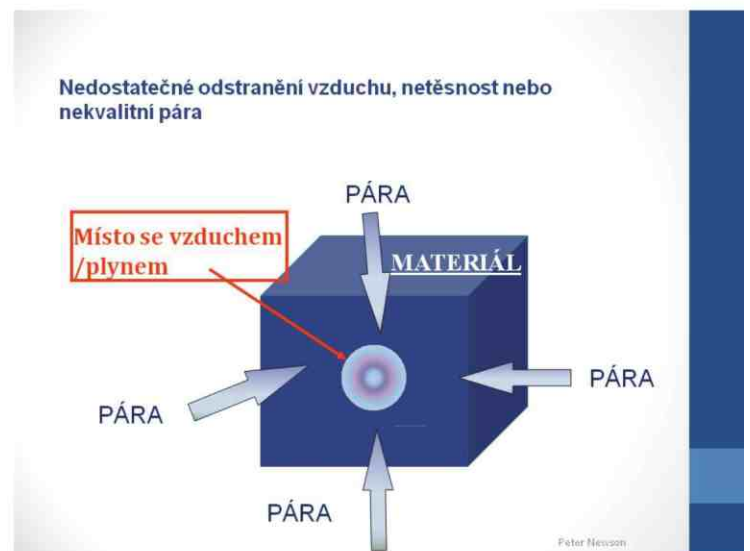 Nedostatečné odstranění vzduchu, netěsnost nebo
nekvalitní pára
PÁRA
Místo se vzduchem
/plynem
MATERIÁL
PÁRA
PÁRA
PÁRA
Peter Newson